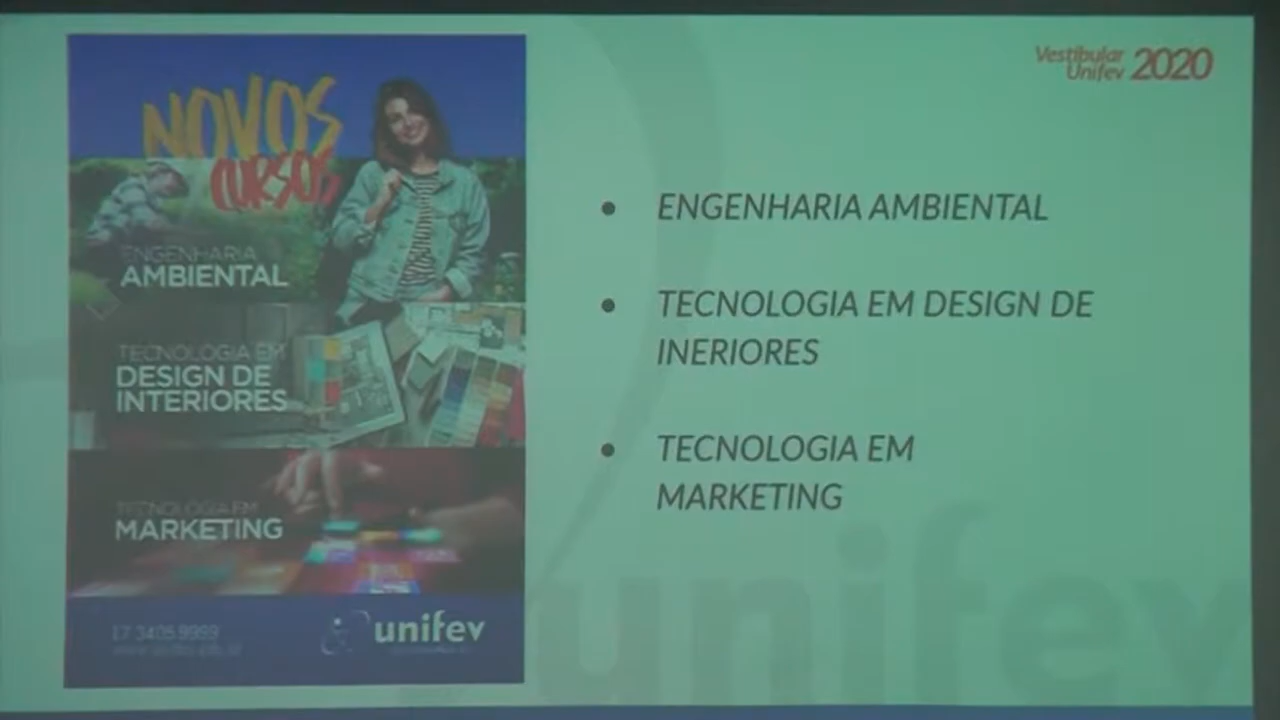 NOVOS
CURSOS
ENGENHARIA
AMBIENTAL
TECNOLOGIA EM
DESIGN DE
INTERIORES
TECNOLOGIA EM
MARKETING
17 3405.9999
unifev
Vestibular
Unifev 2020
• ENGENHARIA AMBIENTAL
• TECNOLOGIA EM DESIGN DE
INERIORES
• TECNOLOGIA EM
MARKETING
unifev